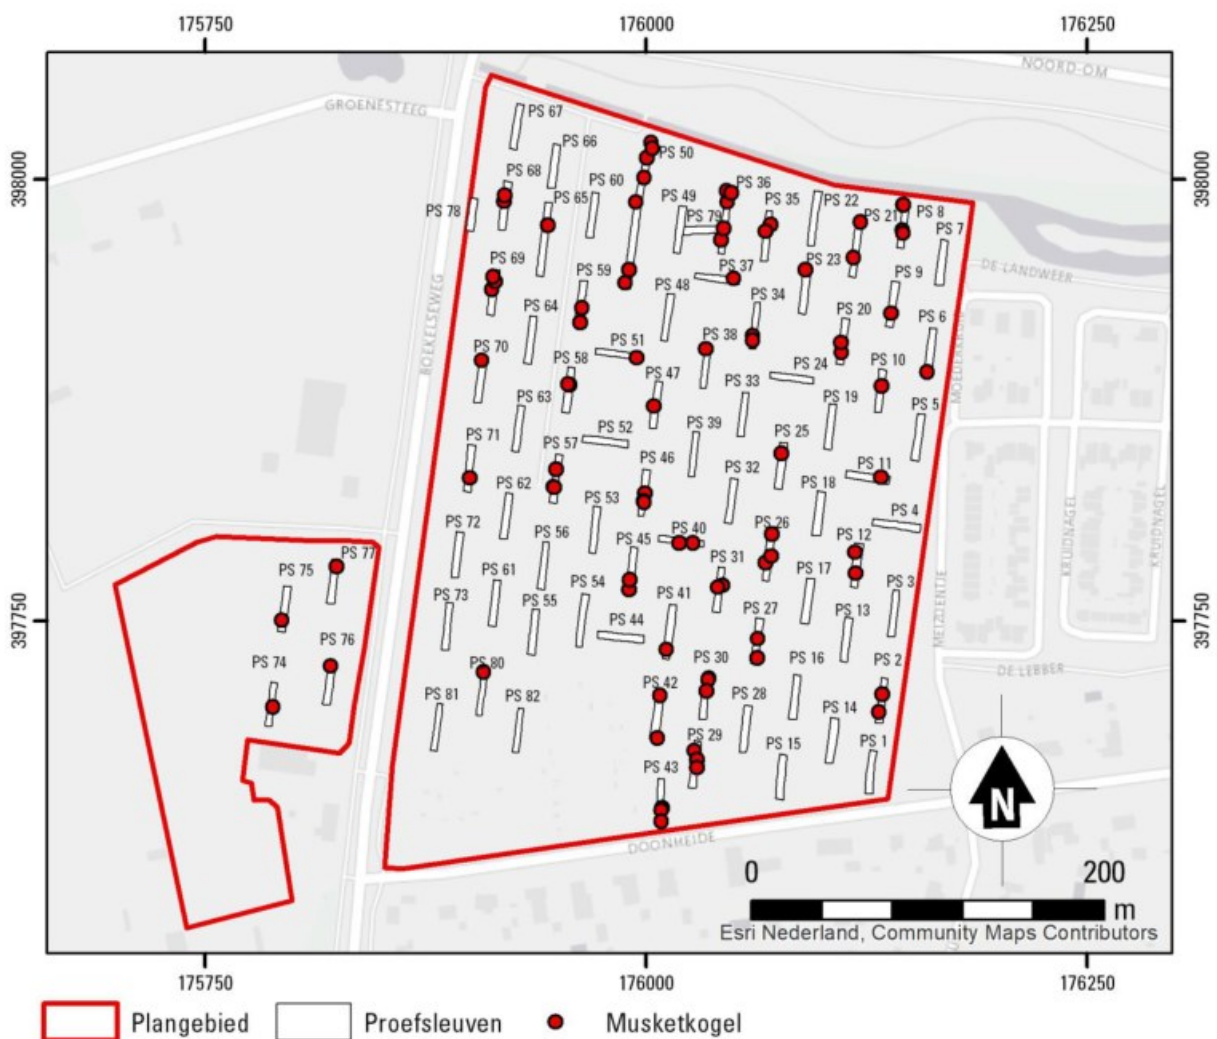 175750 176000 176250
NOORD-OM
GROENESTEEG
PS 67
PS 66
PS 50
398000 398000
PS 68
PS 60
PS 36
PS 78
PS 65
PS 49
PS 79
PS 35
PS 22
PS 21
PS 8
PS 7
PS 69
PS 59
PS 37
PS 23
PS 9
DE LANDWEER
PS 64
PS 48
PS 34
PS 20
PS 6
BOEKELSEWEG
PS 51
PS 38
PS 70
PS 58
PS 24
PS 10
PS 63
PS 47
PS 33
PS 19
PS 5
PS 71
PS 57
PS 52
PS 39
PS 25
PS 11
PS 62
PS 46
PS 32
PS 18
PS 4
PS 72
PS 56
PS 53
PS 40
PS 26
PS 12
KRUIDNAGEL
KRUIDNAGEL
PS 77
PS 75
PS 45
PS 31
PS 61
PS 54
PS 17
PS 3
397750 397750
PS 73
PS 55
PS 41
PS 27
PS 13
PS 76
PS 44
PS 74
PS 80
PS 30
PS 16
PS 2
DE LEBBER
PS 81
PS 82
PS 42
PS 28
PS 14
PS 29
PS 15
PS 1
PS 43
DOONHEIDE
N
0 200
m
Esri Nederland, Community Maps Contributors
175750 176000 176250
Plangebied Proefsleuven Musketkogel